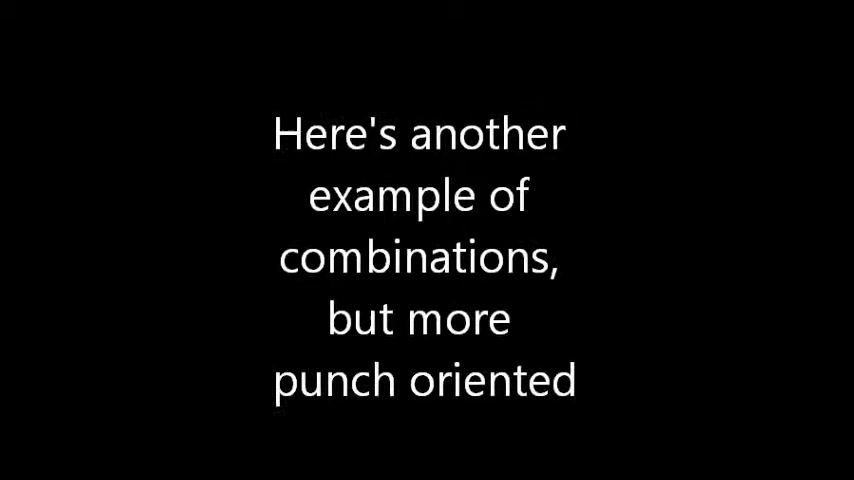 Here's another
example of
combinations,
but more
punch oriented